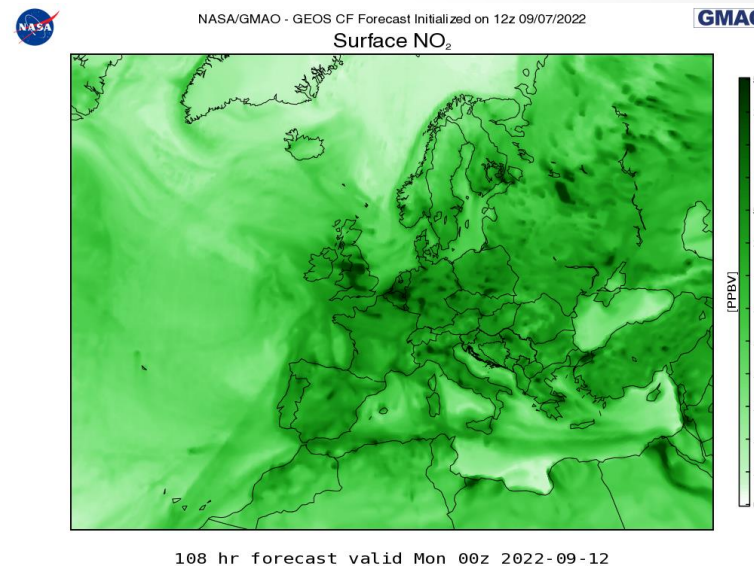 NASA
NASA/GMAO - GEOS CF Forecast Initialized on 12z 09/07/2022
GMAO
Surface NO₂
[PPBV]
108 hr forecast valid Mon 00z 2022-09-12